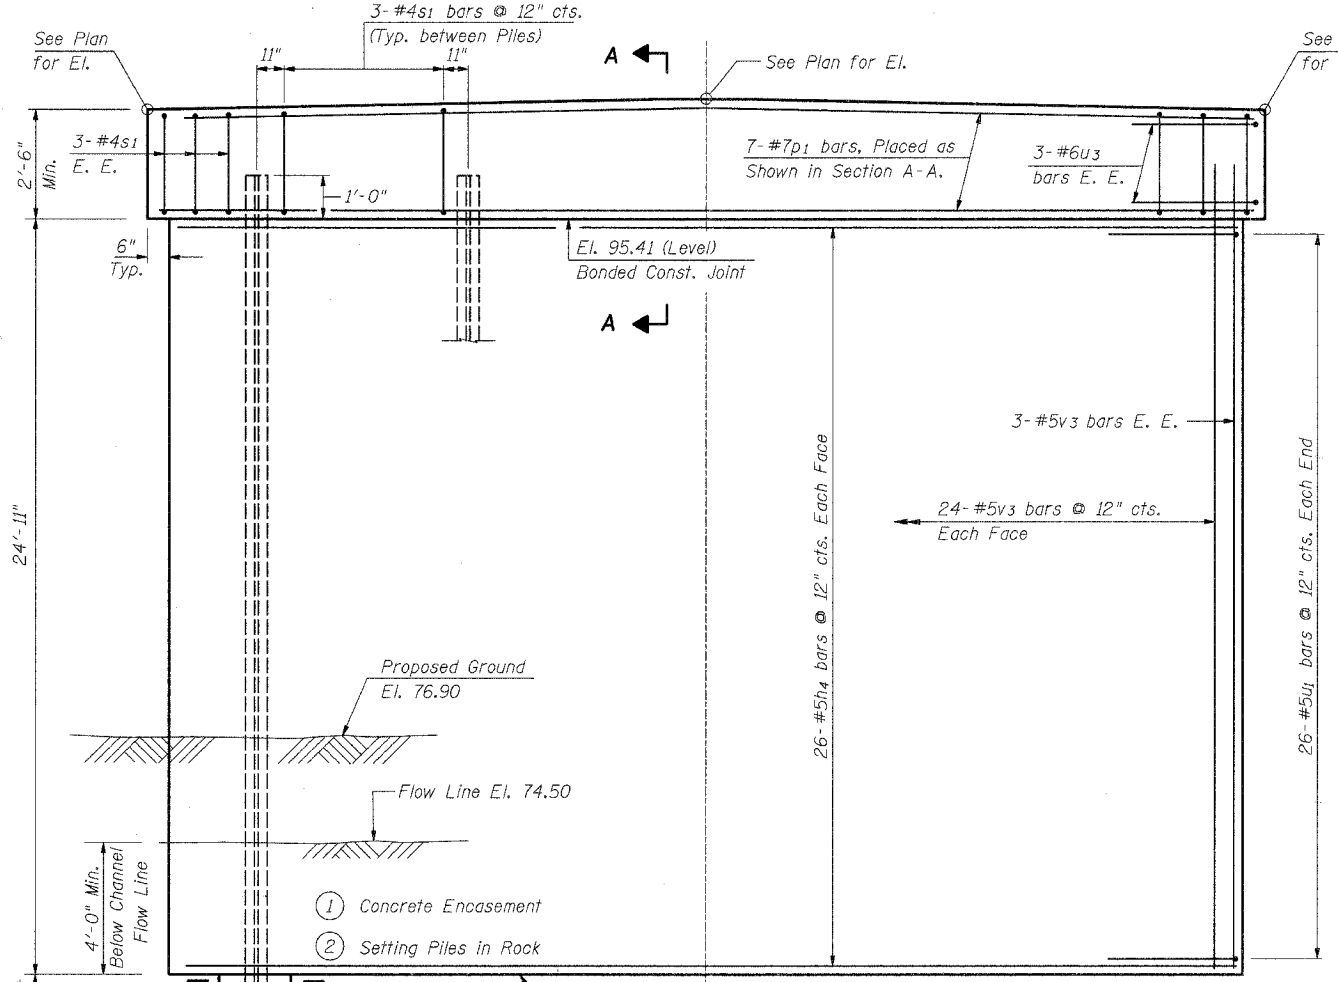 3-#4s1 bars @ 12" cts.
(Typ. between Piles)
See Plan
for El.
11"
11"
A
See Plan for El.
See
for
2'-6"
Min.
3-#4s1
E. E.
1'-0"
7-#7p1 bars, Placed as
Shown in Section A-A.
3-#6u3
bars E. E.
6"
Typ.
El. 95.41 (Level)
Bonded Const. Joint
A
3-#5v3 bars E. E.
24-#5v3 bars @ 12" cts.
Each Face
26-#5h4 bars @ 12" cts. Each Face
26-#5u1 bars @ 12" cts. Each End
24'-11"
Proposed Ground
El. 76.90
Flow Line El. 74.50
4'-0" Min.
Below Channel
Flow Line
1 Concrete Encasement
2 Setting Piles in Rock